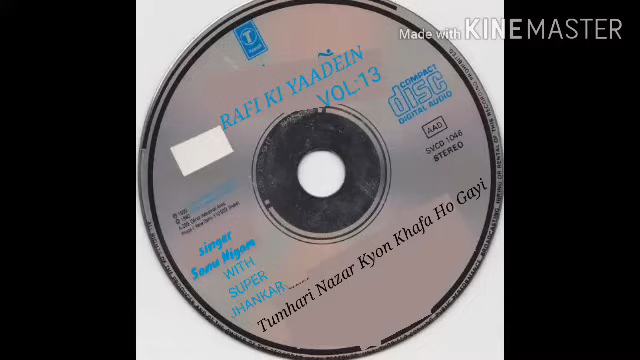 Made with KINEMASTER
T
RAFI KI YAADEIN
VOL:13
COMPACT
disc
DIGITAL AUDIO
AAD
SVCD 1046
STEREO
singer
Sonu Nigam
WITH
SUPER
JHANKAR
Tumhari Nazar Kyon Khafa Ho Gayi